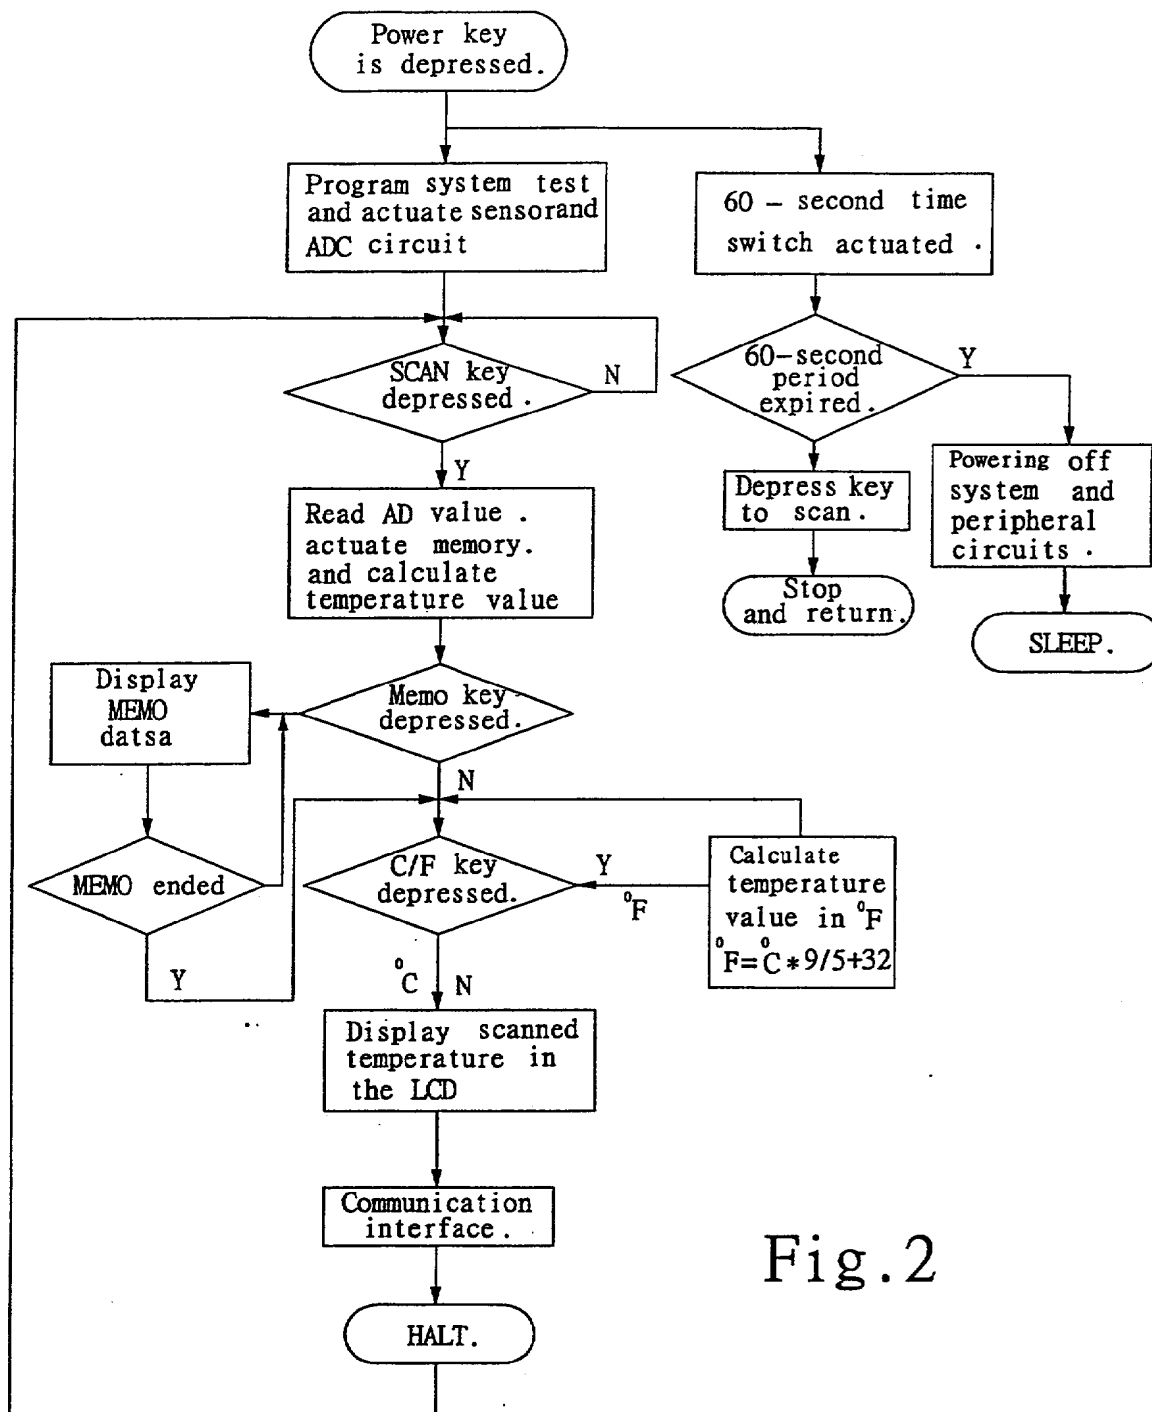 Power key
is depressed.
Program system test
and actuate sensorand
ADC circuit
60 - second time
switch actuated .
SCAN key
depressed .
N
60-second
period
expired.
Y
Y
Read AD value .
actuate memory.
and calculate
temperature value
Depress key
to scan.
Powering off
system and
peripheral
circuits .
Stop
and return.
SLEEP.
Display
MEMO
datsa
Memo key
depressed.
N
MEMO ended
C/F key
depressed.
Y
°F
Calculate
temperature
value in °F
°F=°C*9/5+32
Y
°C N
Display scanned
temperature in
the LCD
Communication
interface .
HALT.
Fig.2